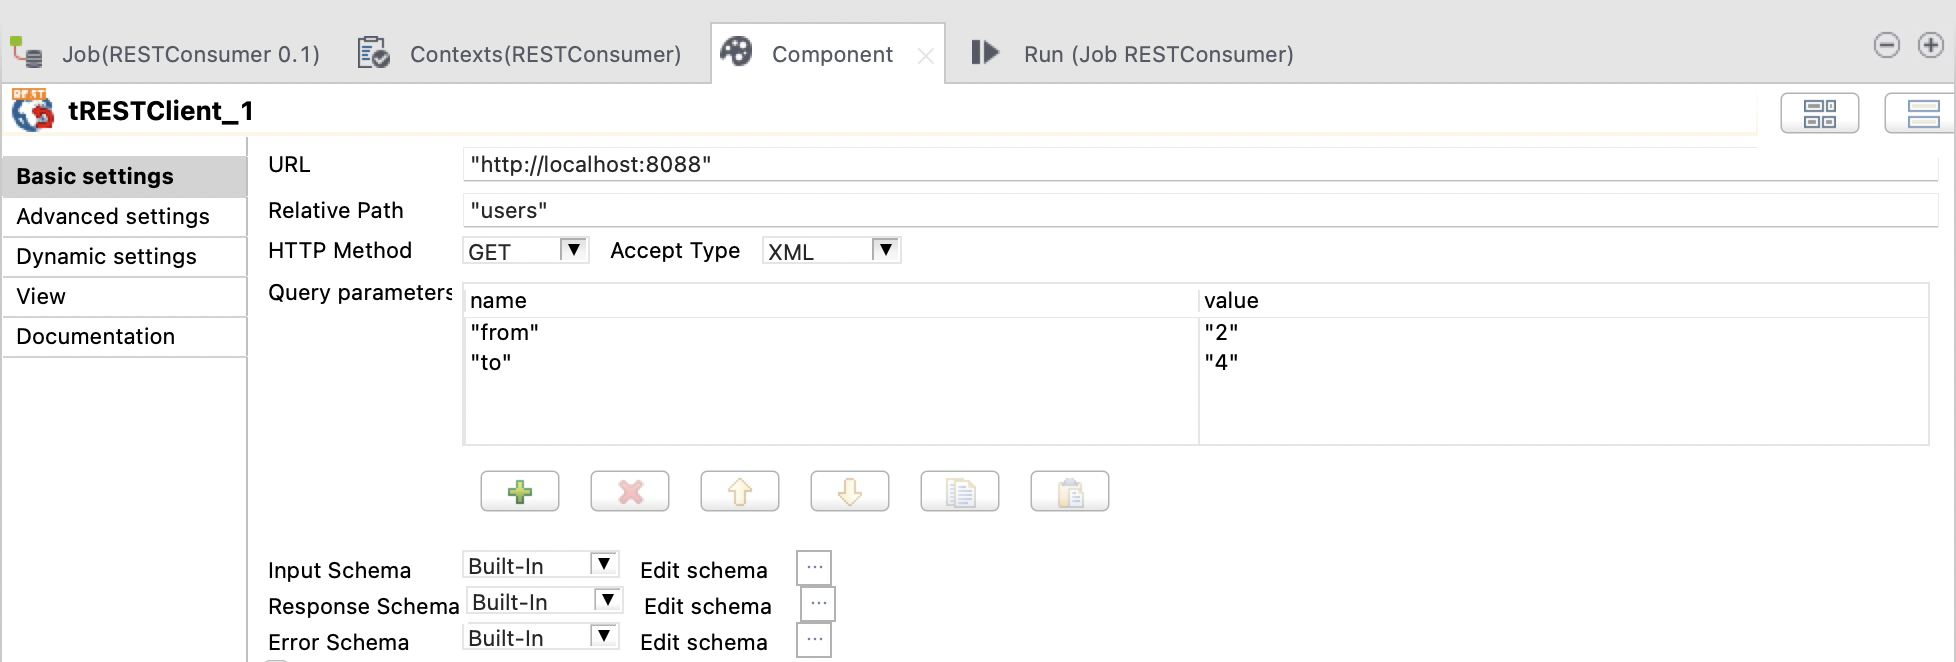 Job(RESTConsumer 0.1) Contexts(RESTConsumer) Component Run (Job RESTConsumer)
REST
tRESTClient_1
Basic settings
Advanced settings
Dynamic settings
View
Documentation
URL "http://localhost:8088"
Relative Path "users"
HTTP Method GET Accept Type XML
Query parameters name value
"from" "2"
"to" "4"
Input Schema Built-In Edit schema ...
Response Schema Built-In Edit schema ...
Error Schema Built-In Edit schema ...